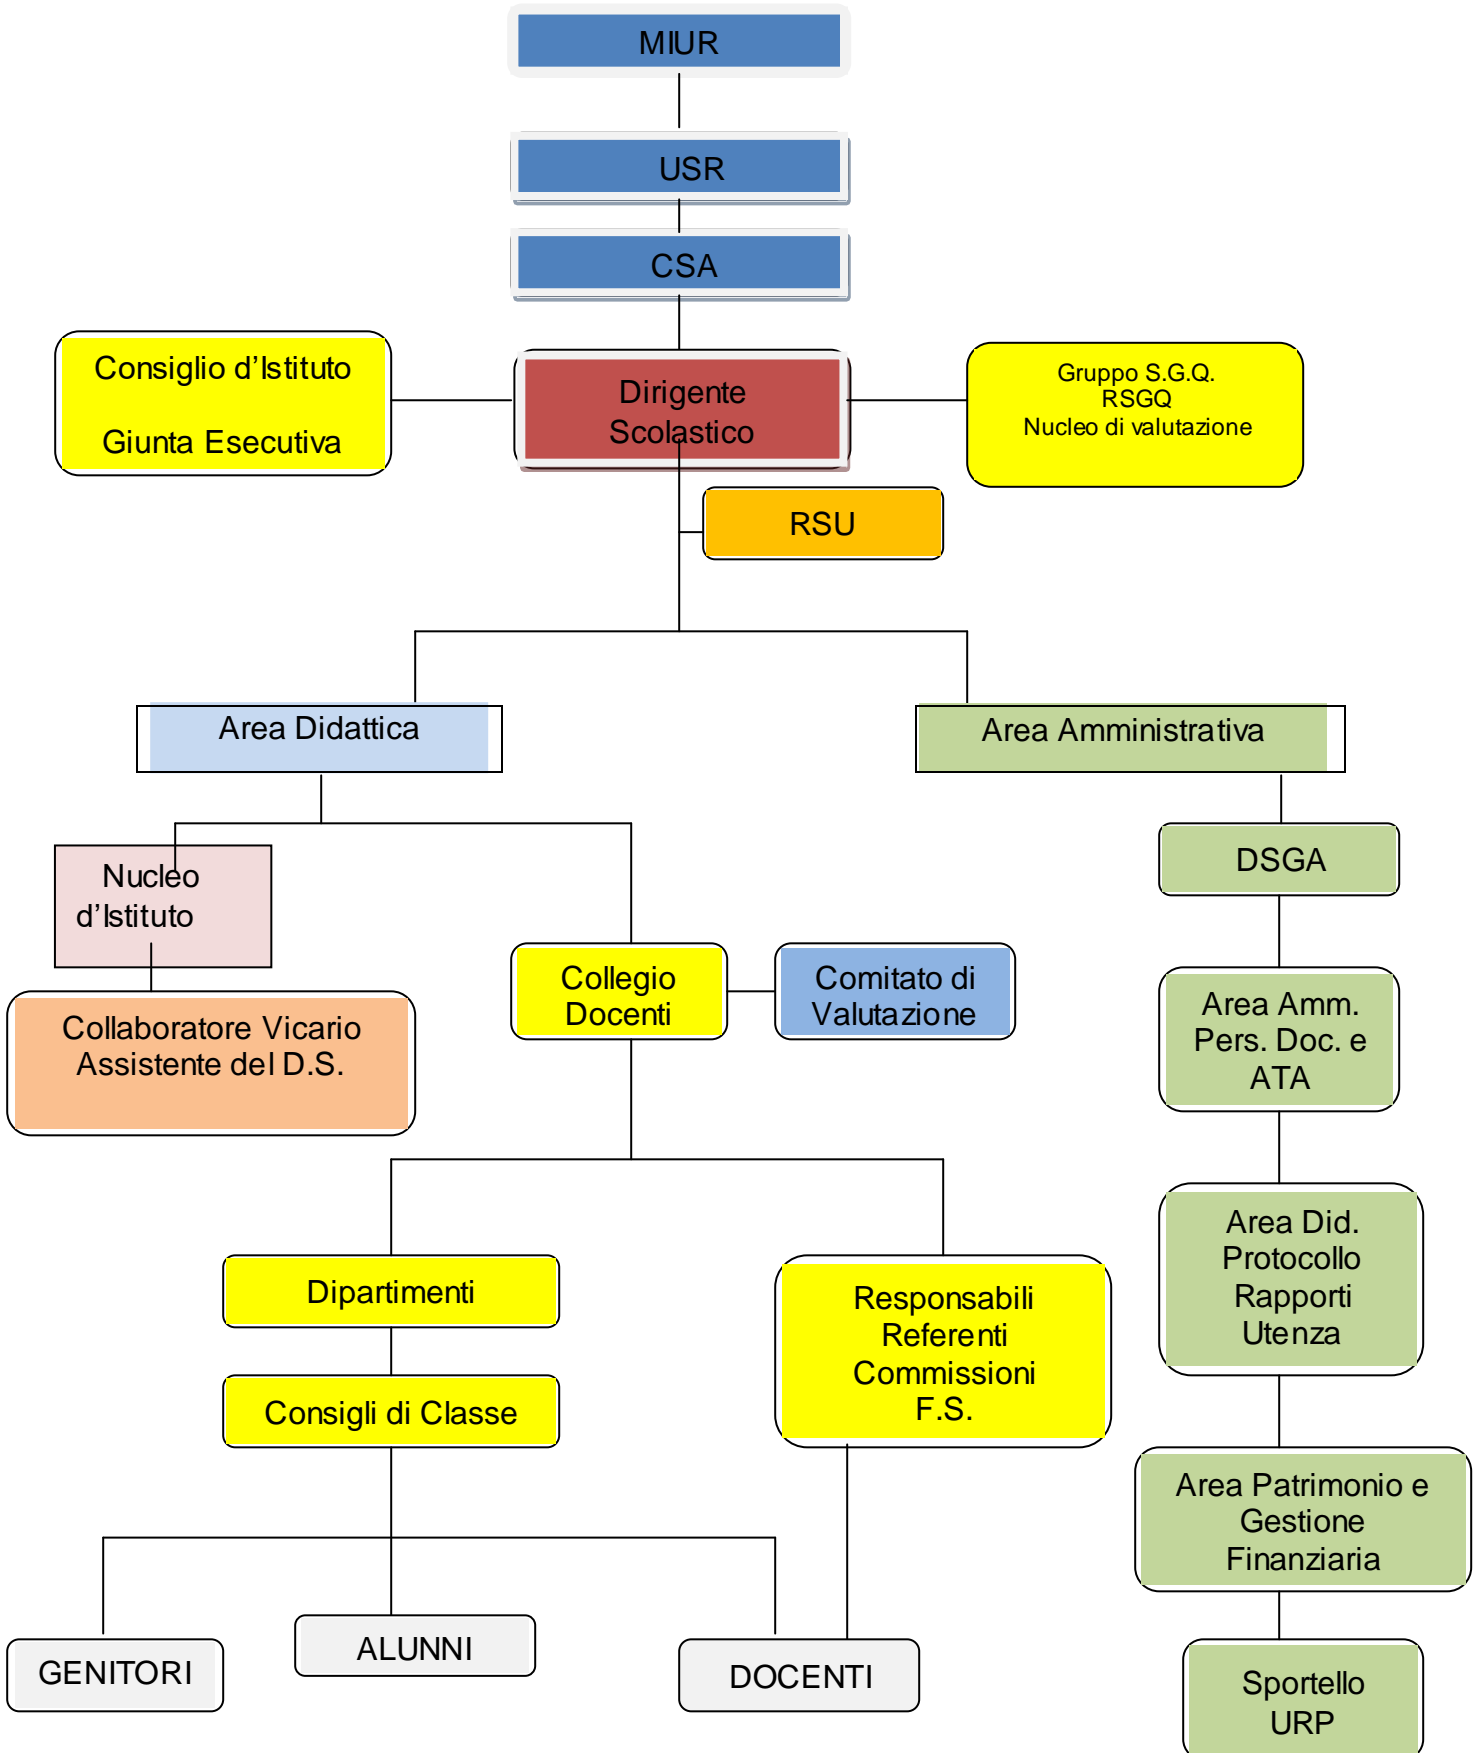 MIUR
USR
CSA
Consiglio d’Istituto
Giunta Esecutiva
Dirigente
Scolastico
Gruppo S.G.Q.
RSGQ
Nucleo di valutazione
RSU
Area Didattica
Area Amministrativa
Nucleo
d’Istituto
DSGA
Collegio
Docenti
Comitato di
Valutazione
Area Amm.
Pers. Doc. e
ATA
Collaboratore Vicario
Assistente del D.S.
Area Did.
Protocollo
Rapporti
Utenza
Dipartimenti
Responsabili
Referenti
Commissioni
F.S.
Consigli di Classe
Area Patrimonio e
Gestione
Finanziaria
GENITORI
ALUNNI
DOCENTI
Sportello
URP